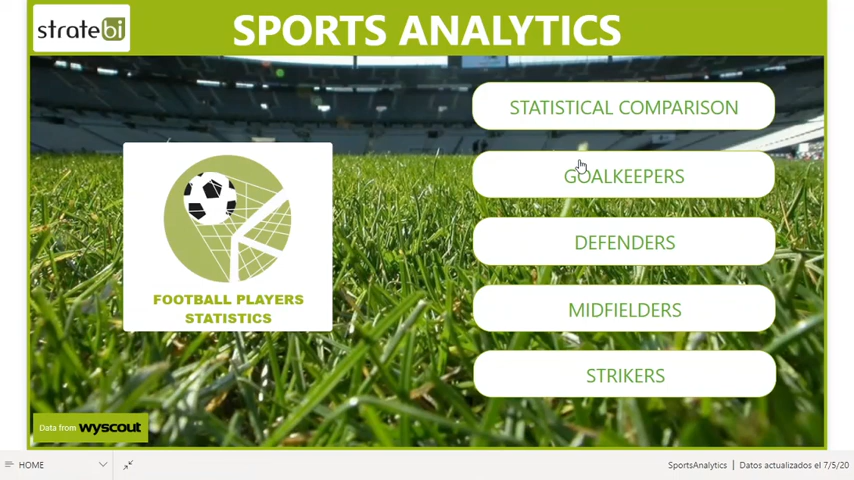 stratebi
SPORTS ANALYTICS
STATISTICAL COMPARISON
GOALKEEPERS
DEFENDERS
MIDFIELDERS
STRIKERS
FOOTBALL PLAYERS
STATISTICS
Data from wyscout
HOME
SportsAnalytics | Datos actualizados el 7/5/20